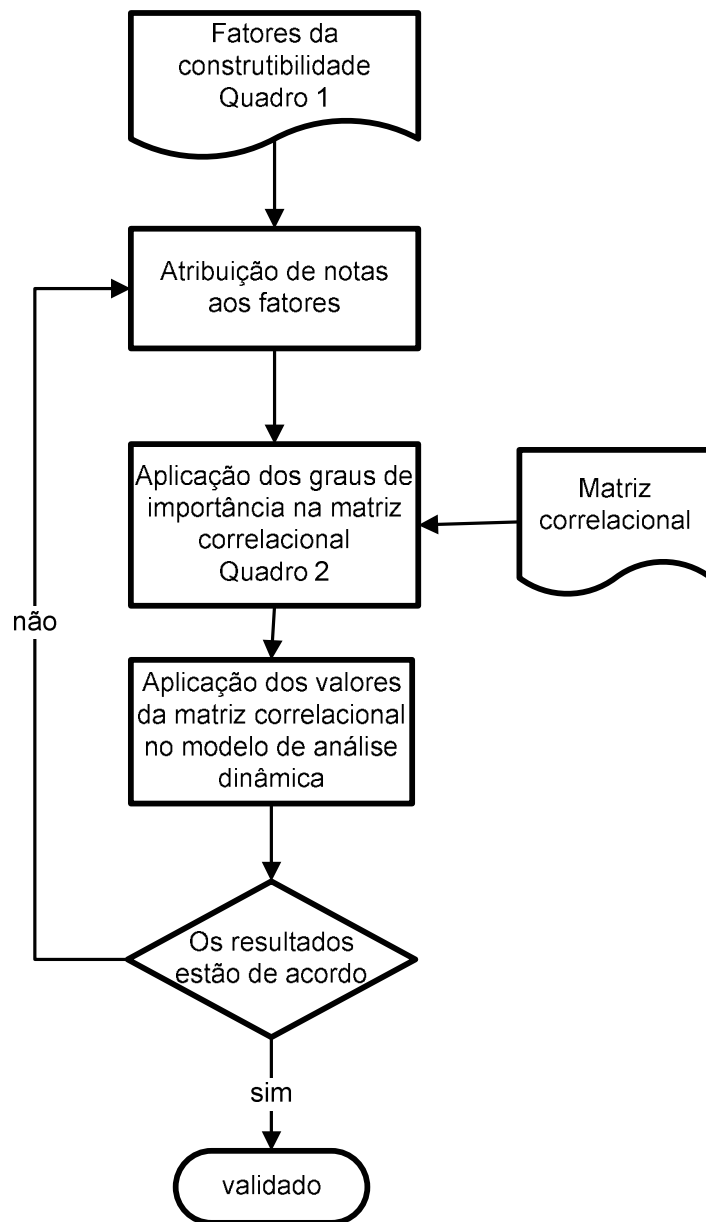 Fatores da
construtibilidade
Quadro 1
Atribuição de notas
aos fatores
Aplicação dos graus de
importância na matriz
correlacional
Quadro 2
Matriz
correlacional
não
Aplicação dos valores
da matriz correlacional
no modelo de análise
dinâmica
Os resultados
estão de acordo
sim
validado